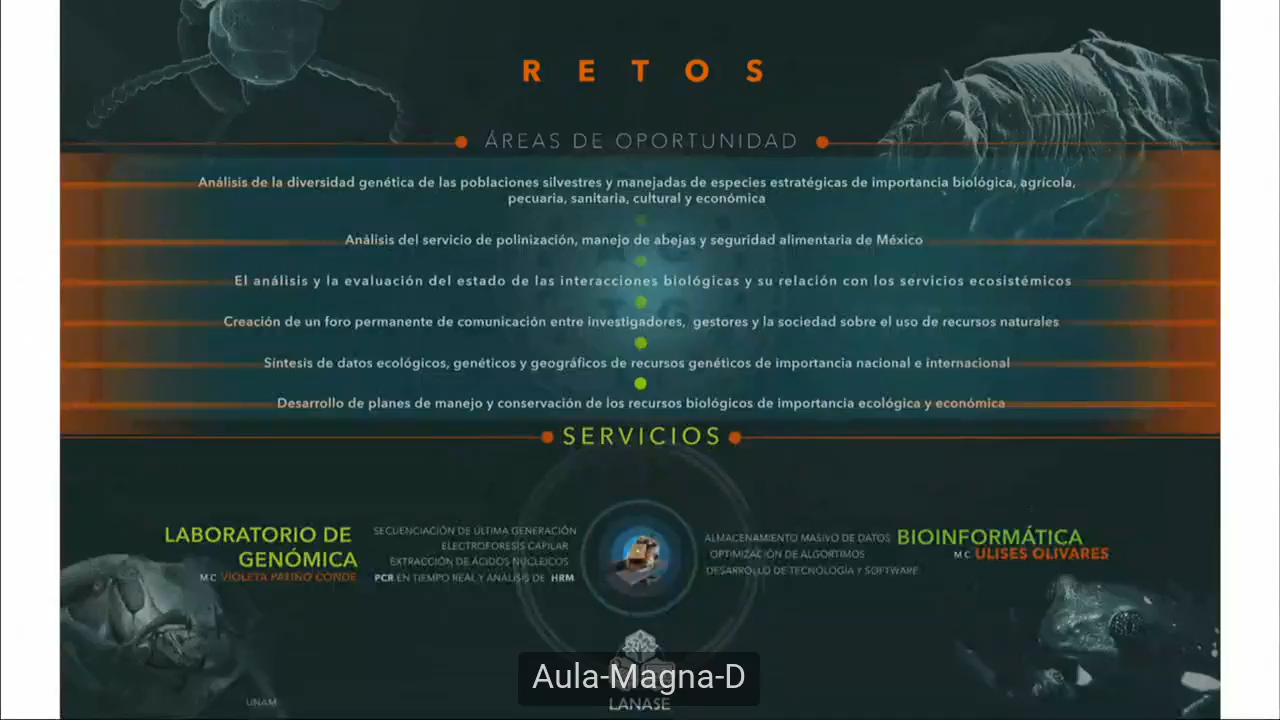 RETOS
ÁREAS DE OPORTUNIDAD
Análisis de la diversidad genética de las poblaciones silvestres y manejadas de especies estratégicas de importancia biológica, agrícola,
pecuaria, sanitaria, cultural y económica
Análisis del servicio de polinización, manejo de abejas y seguridad alimentaria de México
El análisis y la evaluación del estado de las interacciones biológicas y su relación con los servicios ecosistémicos
Creación de un foro permanente de comunicación entre investigadores, gestores y la sociedad sobre el uso de recursos naturales
Síntesis de datos ecológicos, genéticos y geográficos de recursos genéticos de importancia nacional e internacional
Desarrollo de planes de manejo y conservación de los recursos biológicos de importancia ecológica y económica
SERVICIOS
LABORATORIO DE
GENÓMICA
MC VIOLETA PATIÑO CONDE
SECUENCIACIÓN DE ÚLTIMA GENERACIÓN
ELECTROFORESIS CAPILAR
EXTRACCIÓN DE ÁCIDOS NUCLEICOS
PCR EN TIEMPO REAL Y ANÁLISIS DE HRM
ALMACENAMIENTO MASIVO DE DATOS
OPTIMIZACIÓN DE ALGORTIMOS
DESARROLLO DE TECNOLOGÍA Y SOFTWARE
BIOINFORMÁTICA
MC ULISES OLIVARES
Aula-Magna-D
UNAM
LANASE